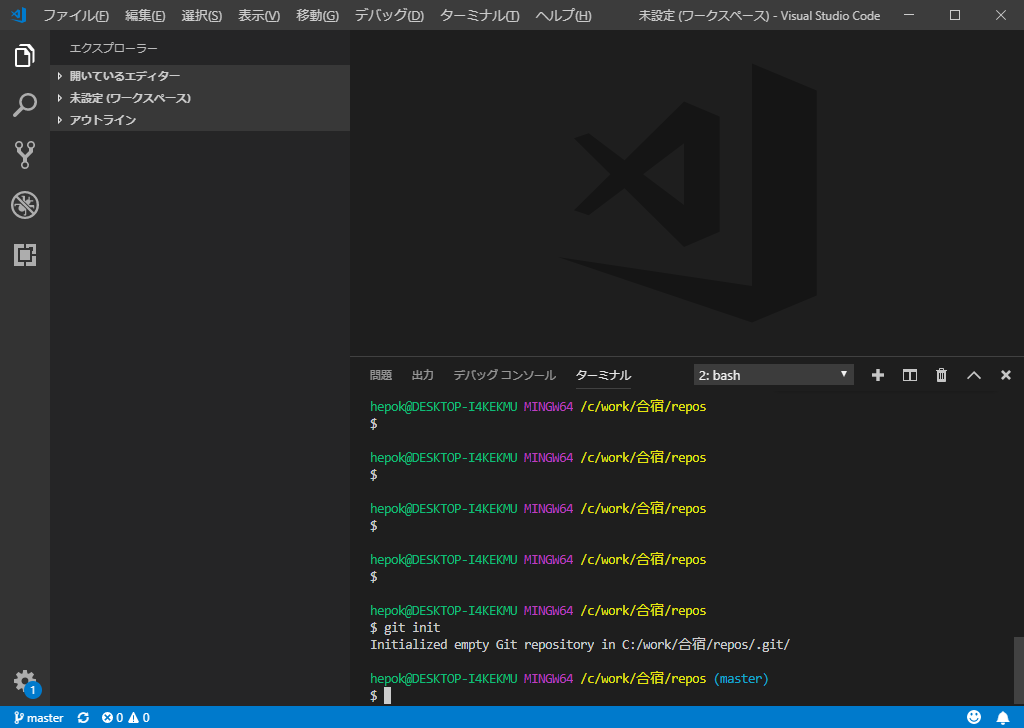 ファイル(F) 編集(E) 選択(S) 表示(V) 移動(G) デバッグ(D) ターミナル(T) ヘルプ(H) 未設定 (ワークスペース) - Visual Studio Code
エクスプローラー
開いているエディター
未設定 (ワークスペース)
アウトライン
問題 出力 デバッグ コンソール ターミナル 2: bash
hepok@DESKTOP-I4KEKMU MINGW64 /c/work/合宿/repos
$
hepok@DESKTOP-I4KEKMU MINGW64 /c/work/合宿/repos
$
hepok@DESKTOP-I4KEKMU MINGW64 /c/work/合宿/repos
$
hepok@DESKTOP-I4KEKMU MINGW64 /c/work/合宿/repos
$
hepok@DESKTOP-I4KEKMU MINGW64 /c/work/合宿/repos
$ git init
Initialized empty Git repository in C:/work/合宿/repos/.git/
hepok@DESKTOP-I4KEKMU MINGW64 /c/work/合宿/repos (master)
$
1
master 0 0